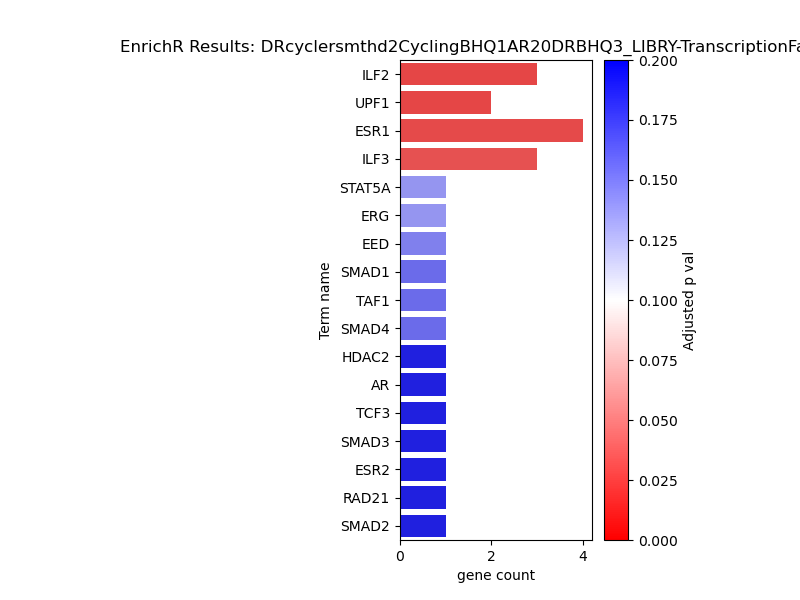 EnrichR Results: DRcyclersmthd2CyclingBHQ1AR20DRBHQ3_LIBRY-TranscriptionFa
ILF2
UPF1
ESR1
ILF3
STAT5A
ERG
EED
SMAD1
TAF1
SMAD4
HDAC2
AR
TCF3
SMAD3
ESR2
RAD21
SMAD2
Term name
0 2 4
gene count
0.200
0.175
0.150
0.125
0.100
0.075
0.050
0.025
0.000
Adjusted p val